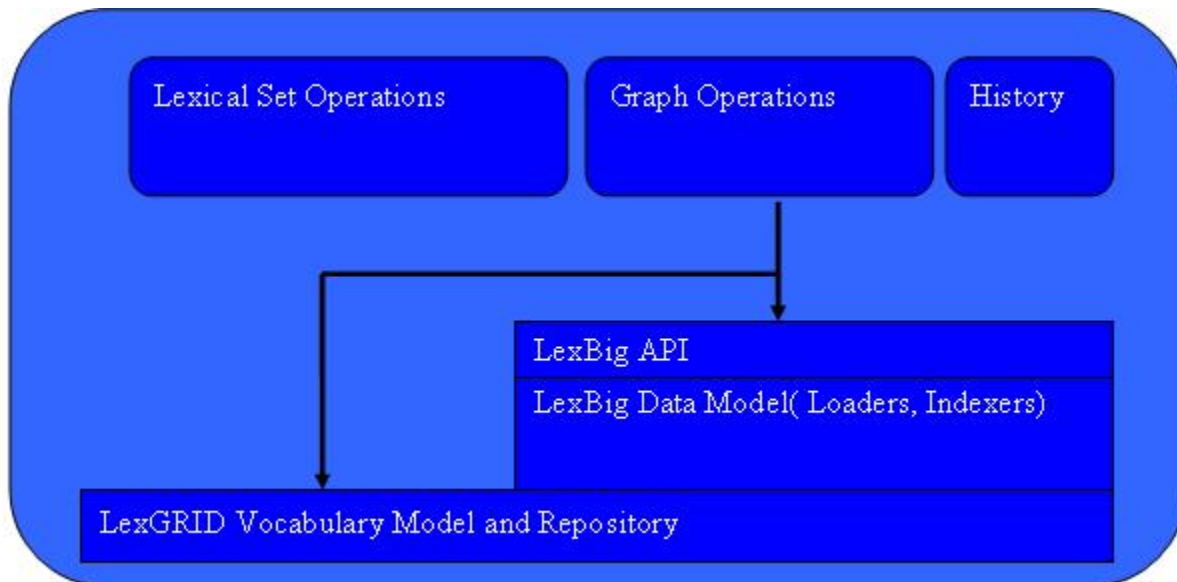 Lexical Set Operations
Graph Operations
History
LexBig API
LexBig Data Model( Loaders, Indexers)
LexGRID Vocabulary Model and Repository